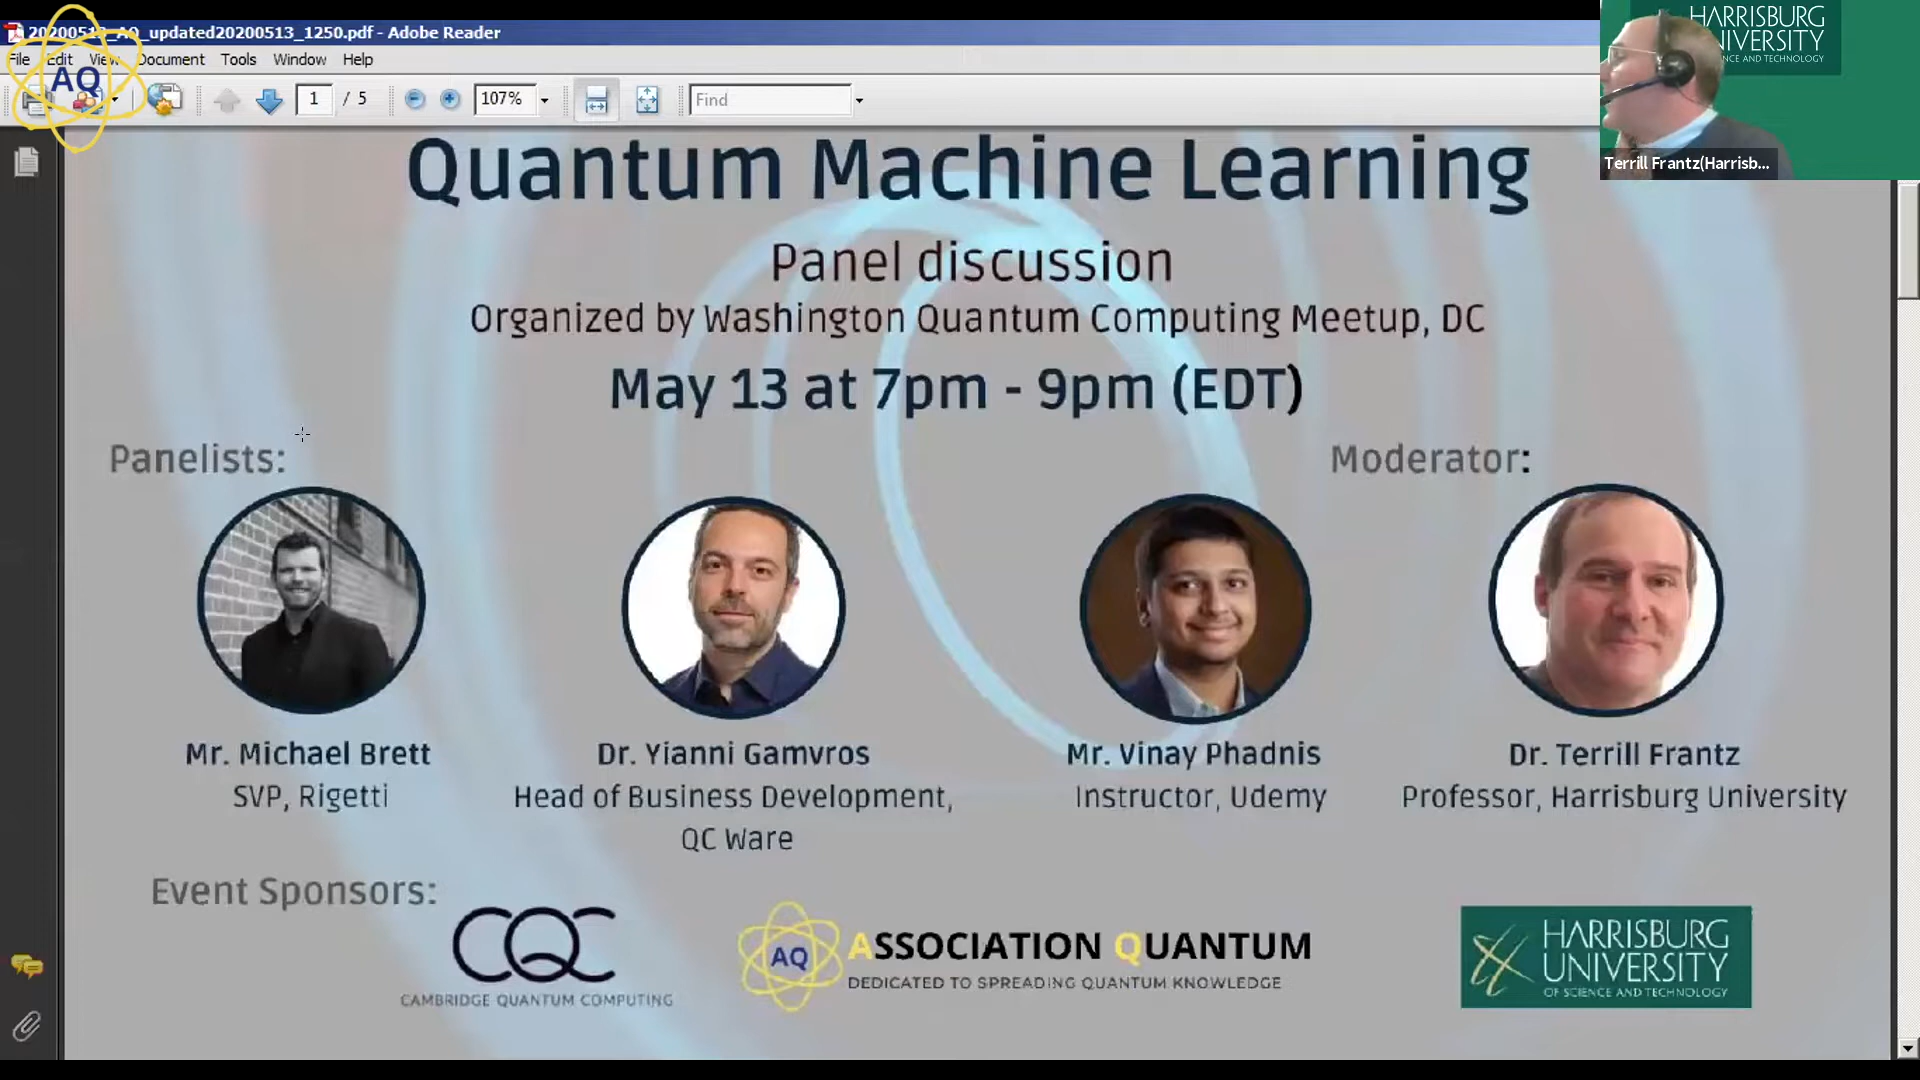 20200513_AQ_updated20200513_1250.pdf - Adobe Reader
File Edit View Document Tools Window Help
AQ
1 / 5
107%
Find
HARRISBURG
UNIVERSITY
SCIENCE AND TECHNOLOGY
Terrill Frantz(Harrisb...
Quantum Machine Learning
Panel discussion
Organized by Washington Quantum Computing Meetup, DC
May 13 at 7pm - 9pm (EDT)
Panelists:
Moderator:
Mr. Michael Brett
SVP, Rigetti
Dr. Yianni Gamvros
Head of Business Development,
QC Ware
Mr. Vinay Phadnis
Instructor, Udemy
Dr. Terrill Frantz
Professor, Harrisburg University
Event Sponsors:
CQC
CAMBRIDGE QUANTUM COMPUTING
AQ
ASSOCIATION QUANTUM
DEDICATED TO SPREADING QUANTUM KNOWLEDGE
HARRISBURG
UNIVERSITY
OF SCIENCE AND TECHNOLOGY